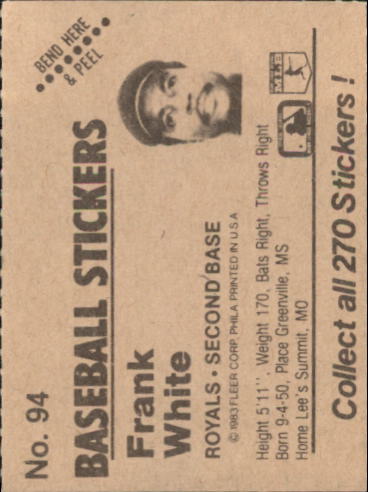 No. 94
BEND HERE
& PEEL
BASEBALL STICKERS
Frank
White
ROYALS • SECOND BASE
© 1983 FLEER CORP. PHILA PRINTED IN U.S.A
Height 5'11", Weight 170, Bats Right, Throws Right
Born 9-4-50, Place Greenville, MS
Home Lee's Summit, MO
Collect all 270 Stickers!